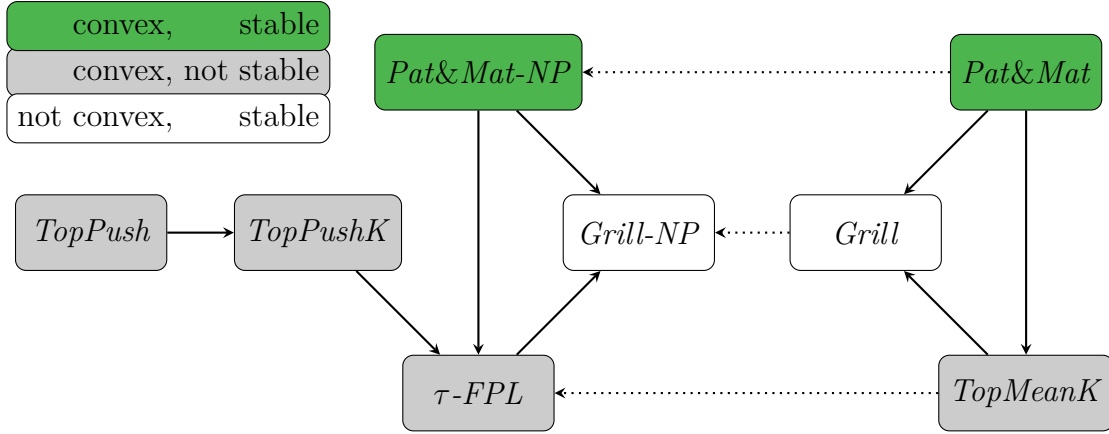 convex, stable
convex, not stable
not convex, stable
Pat&Mat-NP
Pat&Mat
TopPush
TopPushK
Grill-NP
Grill
τ-FPL
TopMeanK